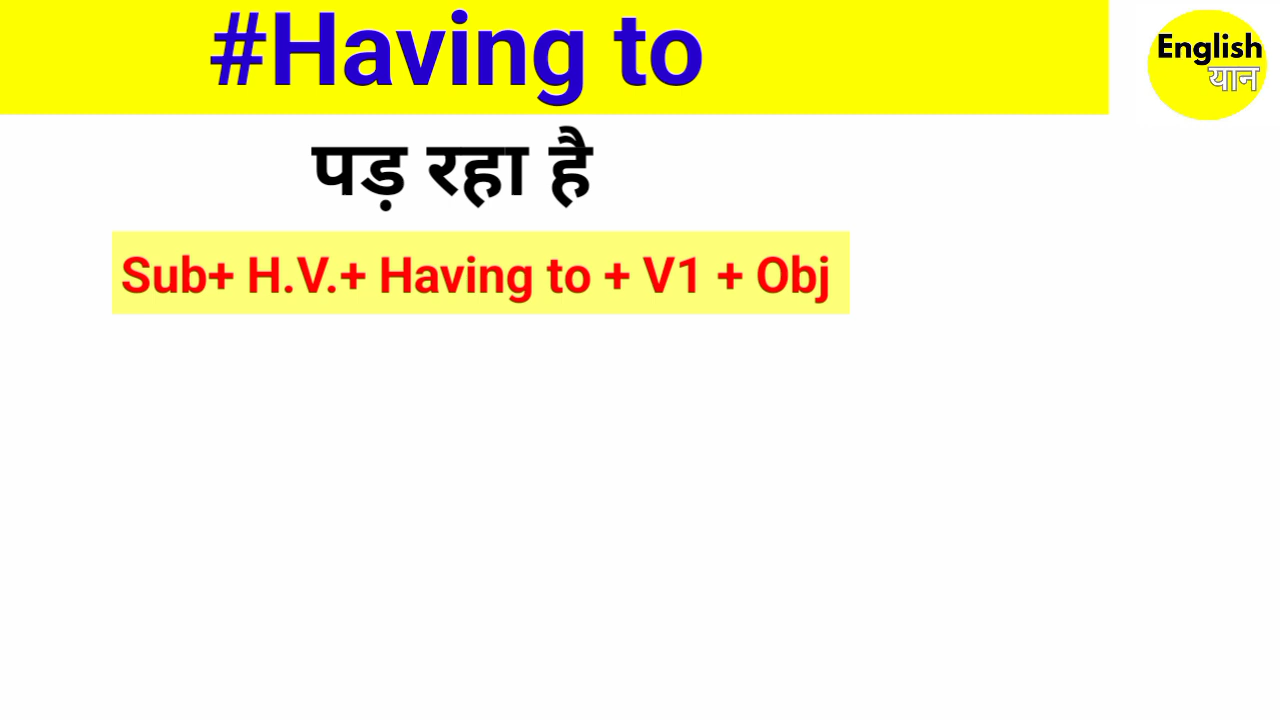 #Having to
English
यान
पड़ रहा है
Sub+ H.V.+ Having to + V1 + Obj